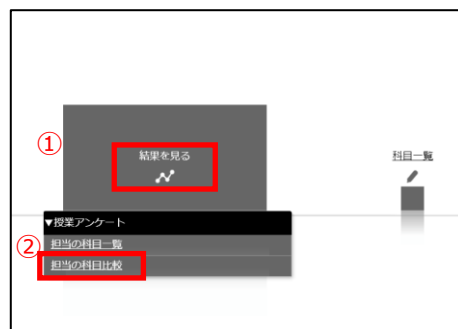 ①
結果を見る
科目一覧
▼授業アンケート
担当の科目一覧
②
担当の科目比較